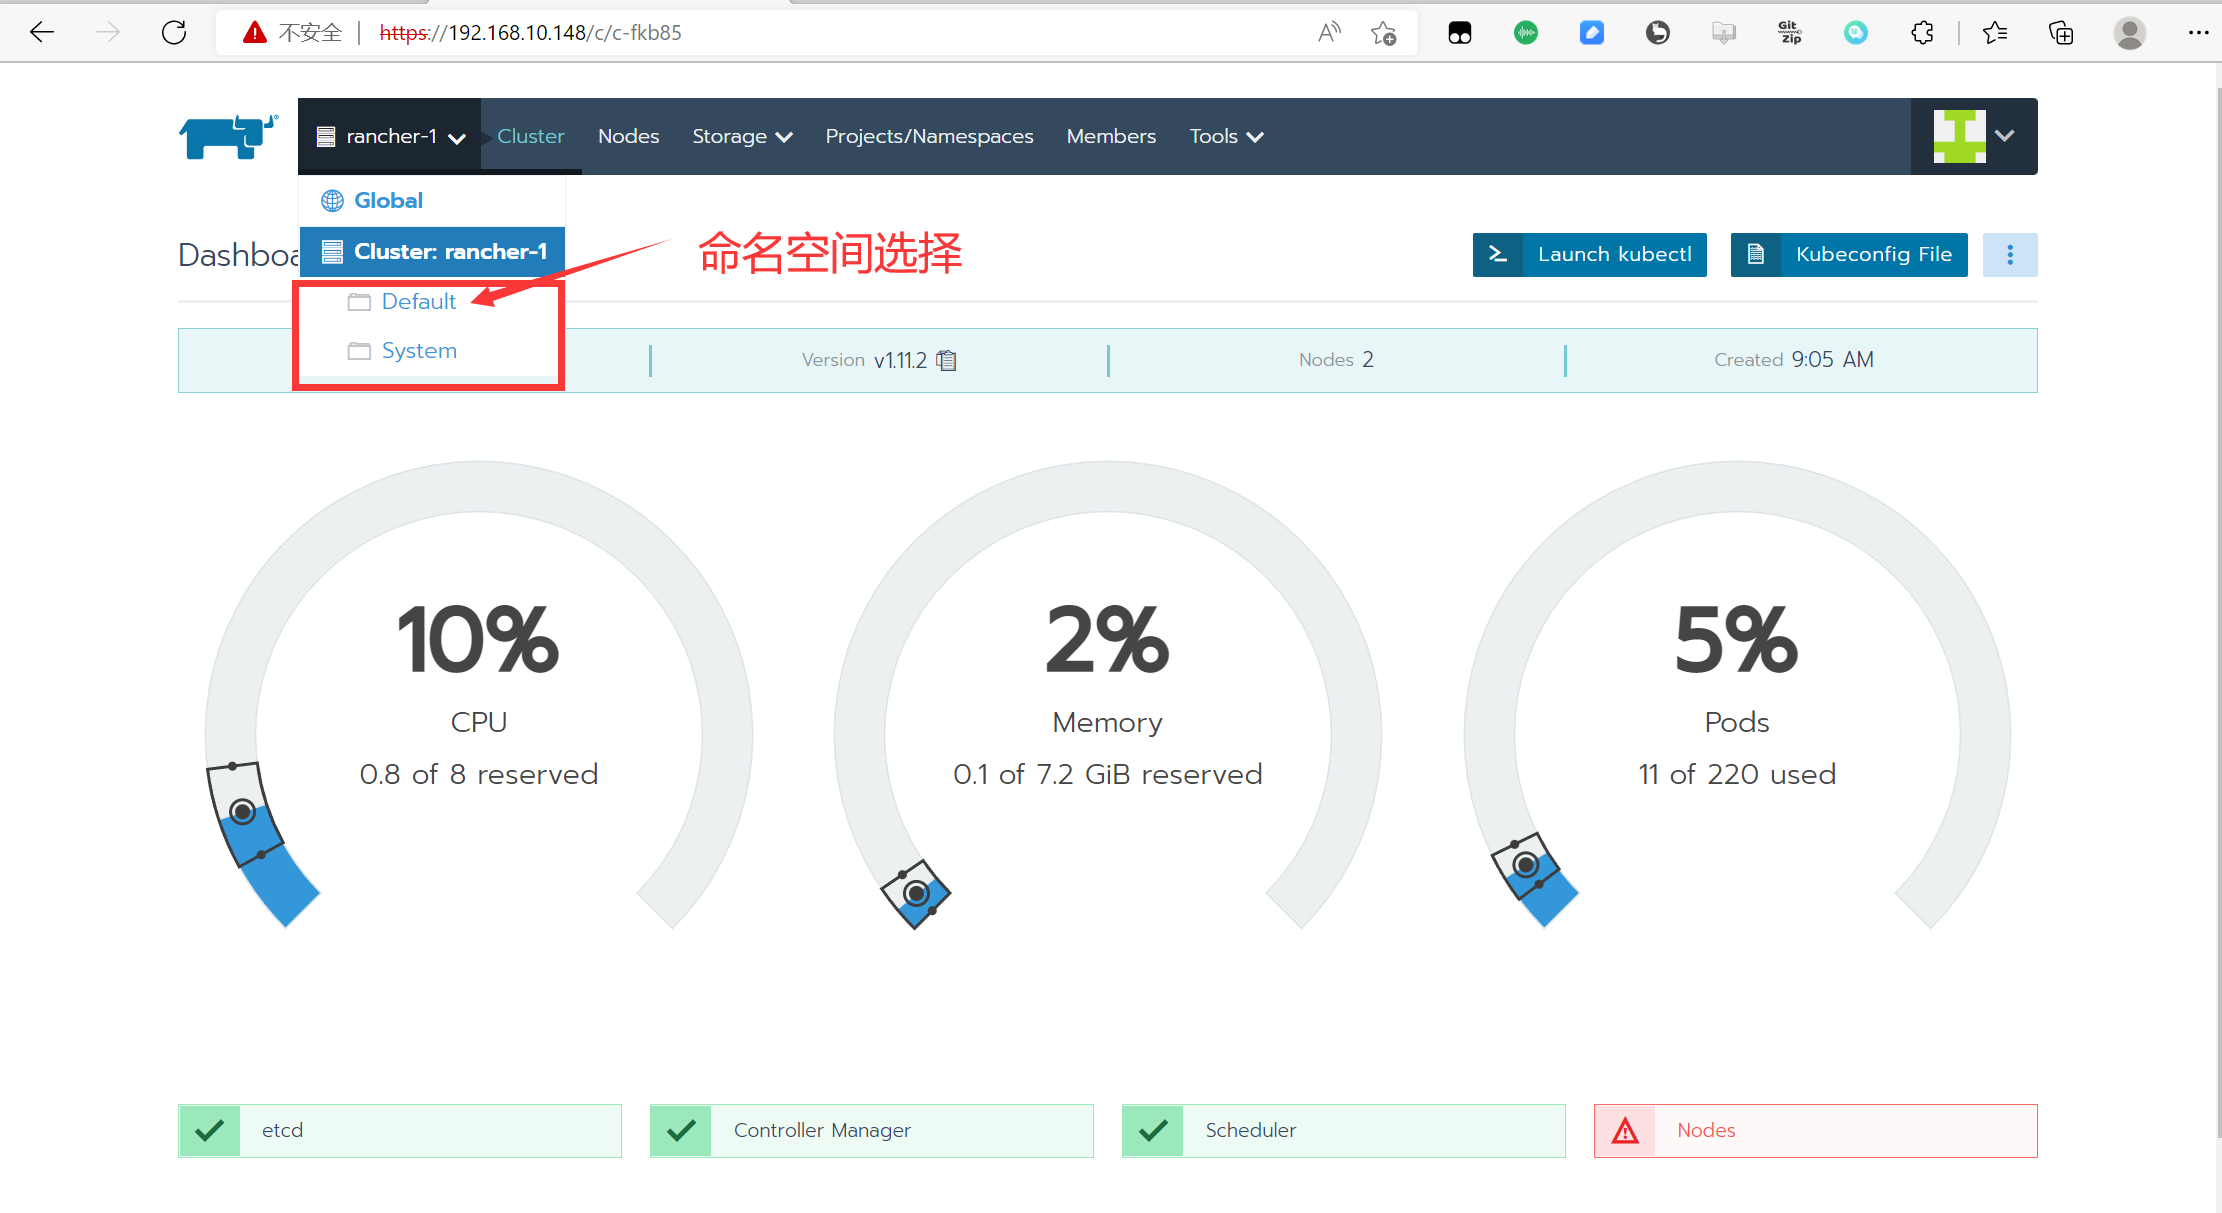 不安全 | https://192.168.10.148/c/c-fkb85
Git Zip
rancher-1 Cluster Nodes Storage Projects/Namespaces Members Tools
Global
Cluster: rancher-1
Default
System
命名空间选择
Dashboa
Launch kubectl
Kubeconfig File
Version v1.11.2
Nodes 2
Created 9:05 AM
10%
CPU
0.8 of 8 reserved
2%
Memory
0.1 of 7.2 GiB reserved
5%
Pods
11 of 220 used
etcd
Controller Manager
Scheduler
Nodes